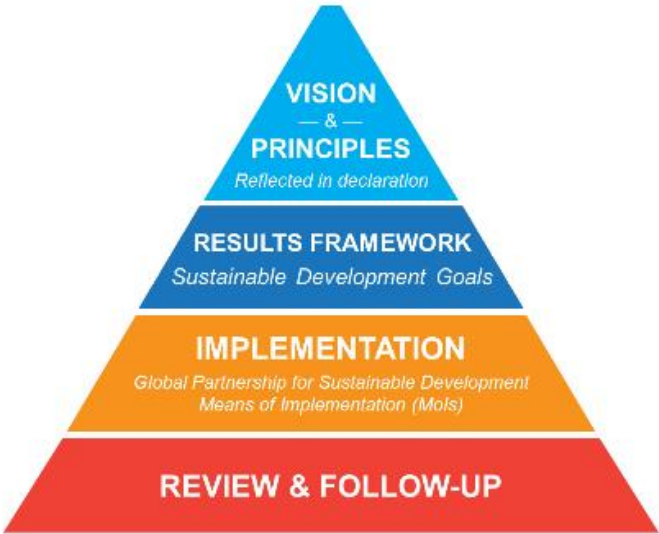 VISION
— & —
PRINCIPLES
Reflected in declaration
RESULTS FRAMEWORK
Sustainable Development Goals
IMPLEMENTATION
Global Partnership for Sustainable Development
Means of Implementation (MoIs)
REVIEW & FOLLOW-UP